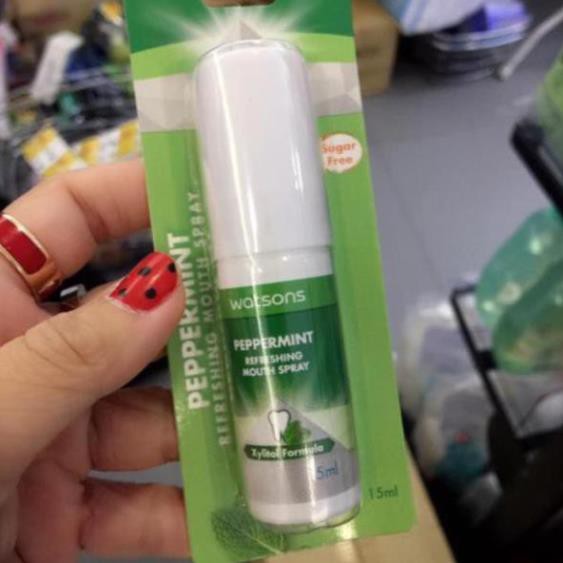 Sugar
Free
PEPPERMINT
REFRESHING MOUTH SPRAY
watsons
PEPPERMINT
REFRESHING
MOUTH SPRAY
Xylitol Formula
15ml
15ml